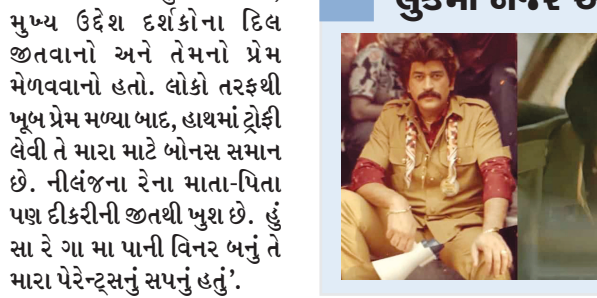 મુખ્ય ઉદ્દેશ દર્શકોના દિલ
જીતવાનો અને તેમનો પ્રેમ
મેળવવાનો હતો. લોકો તરફથી
ખૂબ પ્રેમ મળ્યા બાદ, હાથમાં ટ્રોફી
લેવી તે મારા માટે બોનસ સમાન
છે. નીલંજના રેના માતા-પિતા
પણ દીકરીની જીતથી ખુશ છે. હું
સા રે ગા મા પાની વિનર બનું તે
મારા પેરેન્ટ્સનું સપનું હતું'.